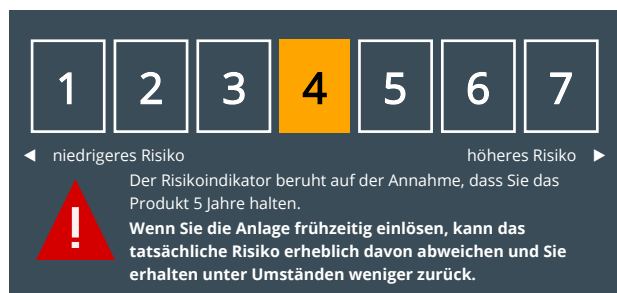 1 2 3 4 5 6 7
◀ niedrigeres Risiko höheres Risiko ▶
Der Risikoindikator beruht auf der Annahme, dass Sie das
Produkt 5 Jahre halten.
Wenn Sie die Anlage frühzeitig einlösen, kann das
tatsächliche Risiko erheblich davon abweichen und Sie
erhalten unter Umständen weniger zurück.
!